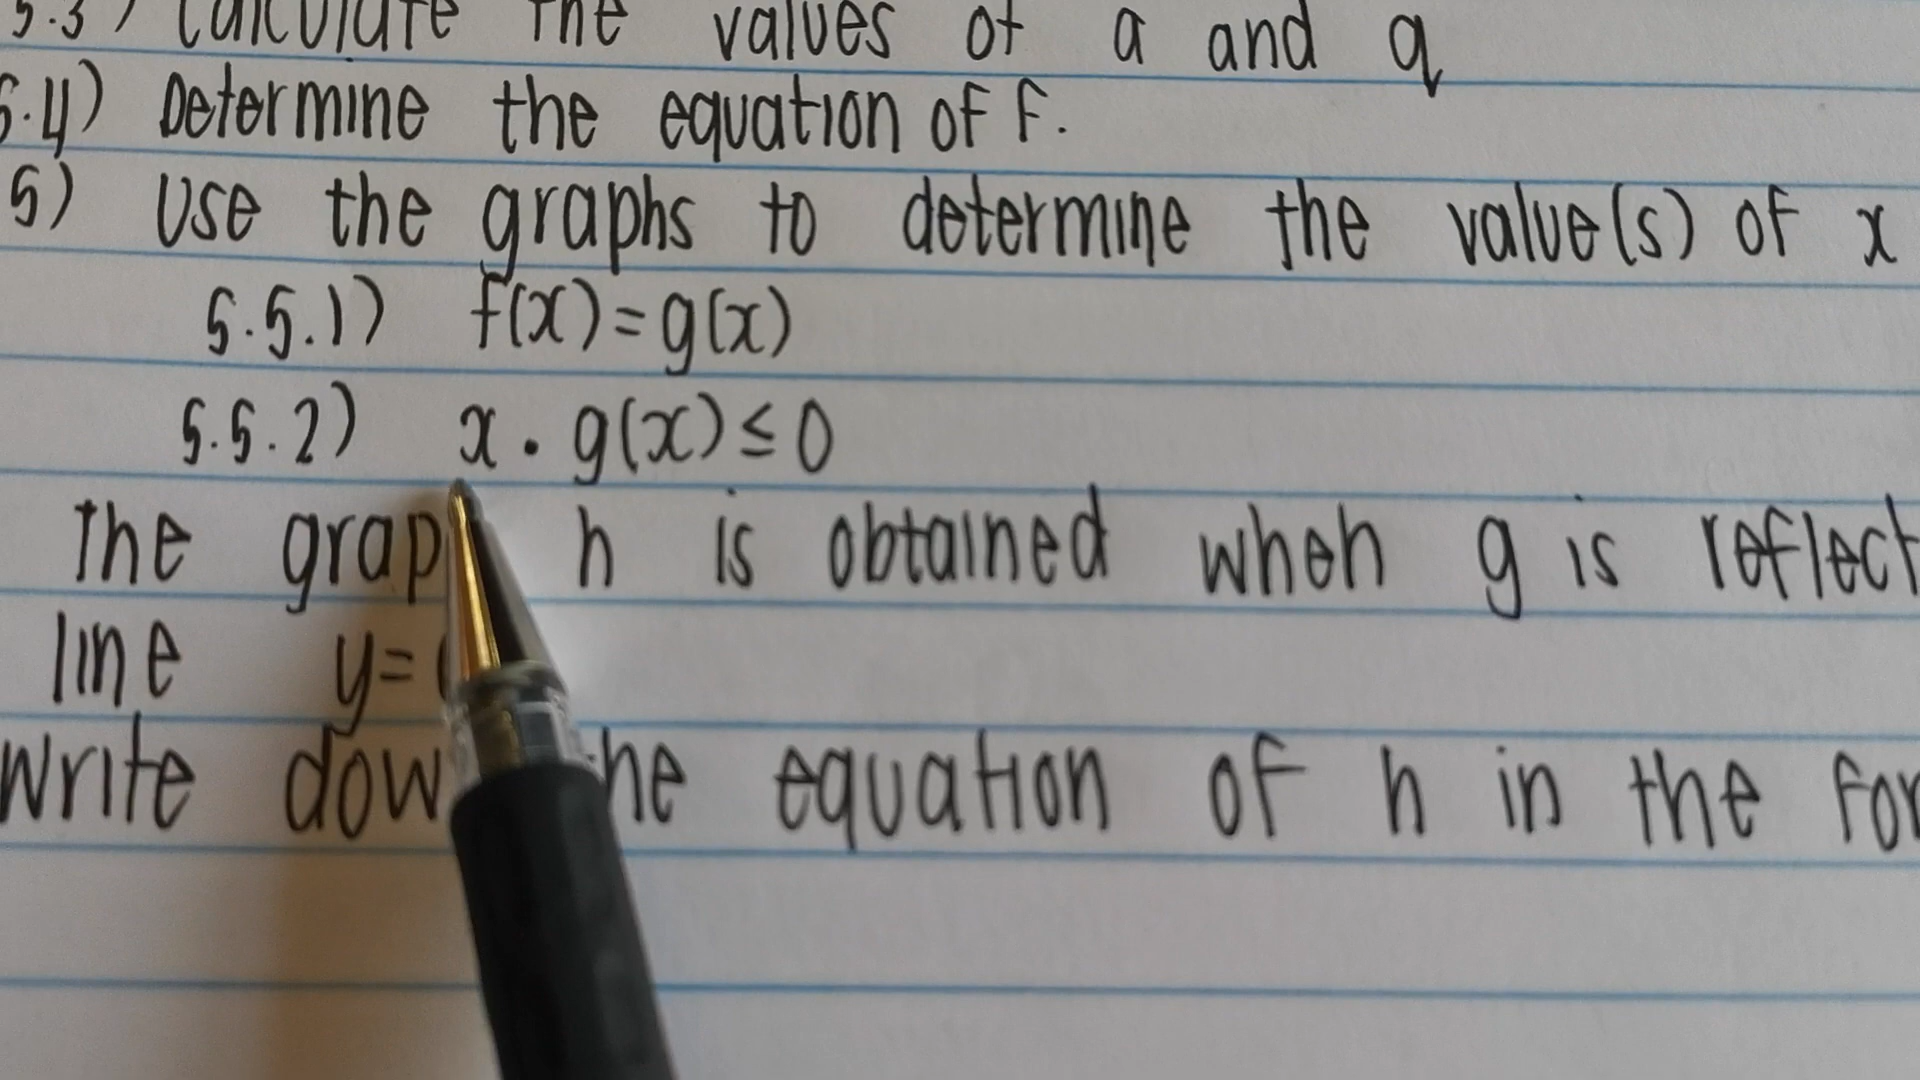 5.3) Calculate the values of a and q
5.4) Determine the equation of f.
5) Use the graphs to determine the value(s) of x
5.5.1) f(x) = g(x)
5.5.2) x . g(x) ≤ 0
The grap h is obtained when g is reflect
line y=
Write dow he equation of h in the for